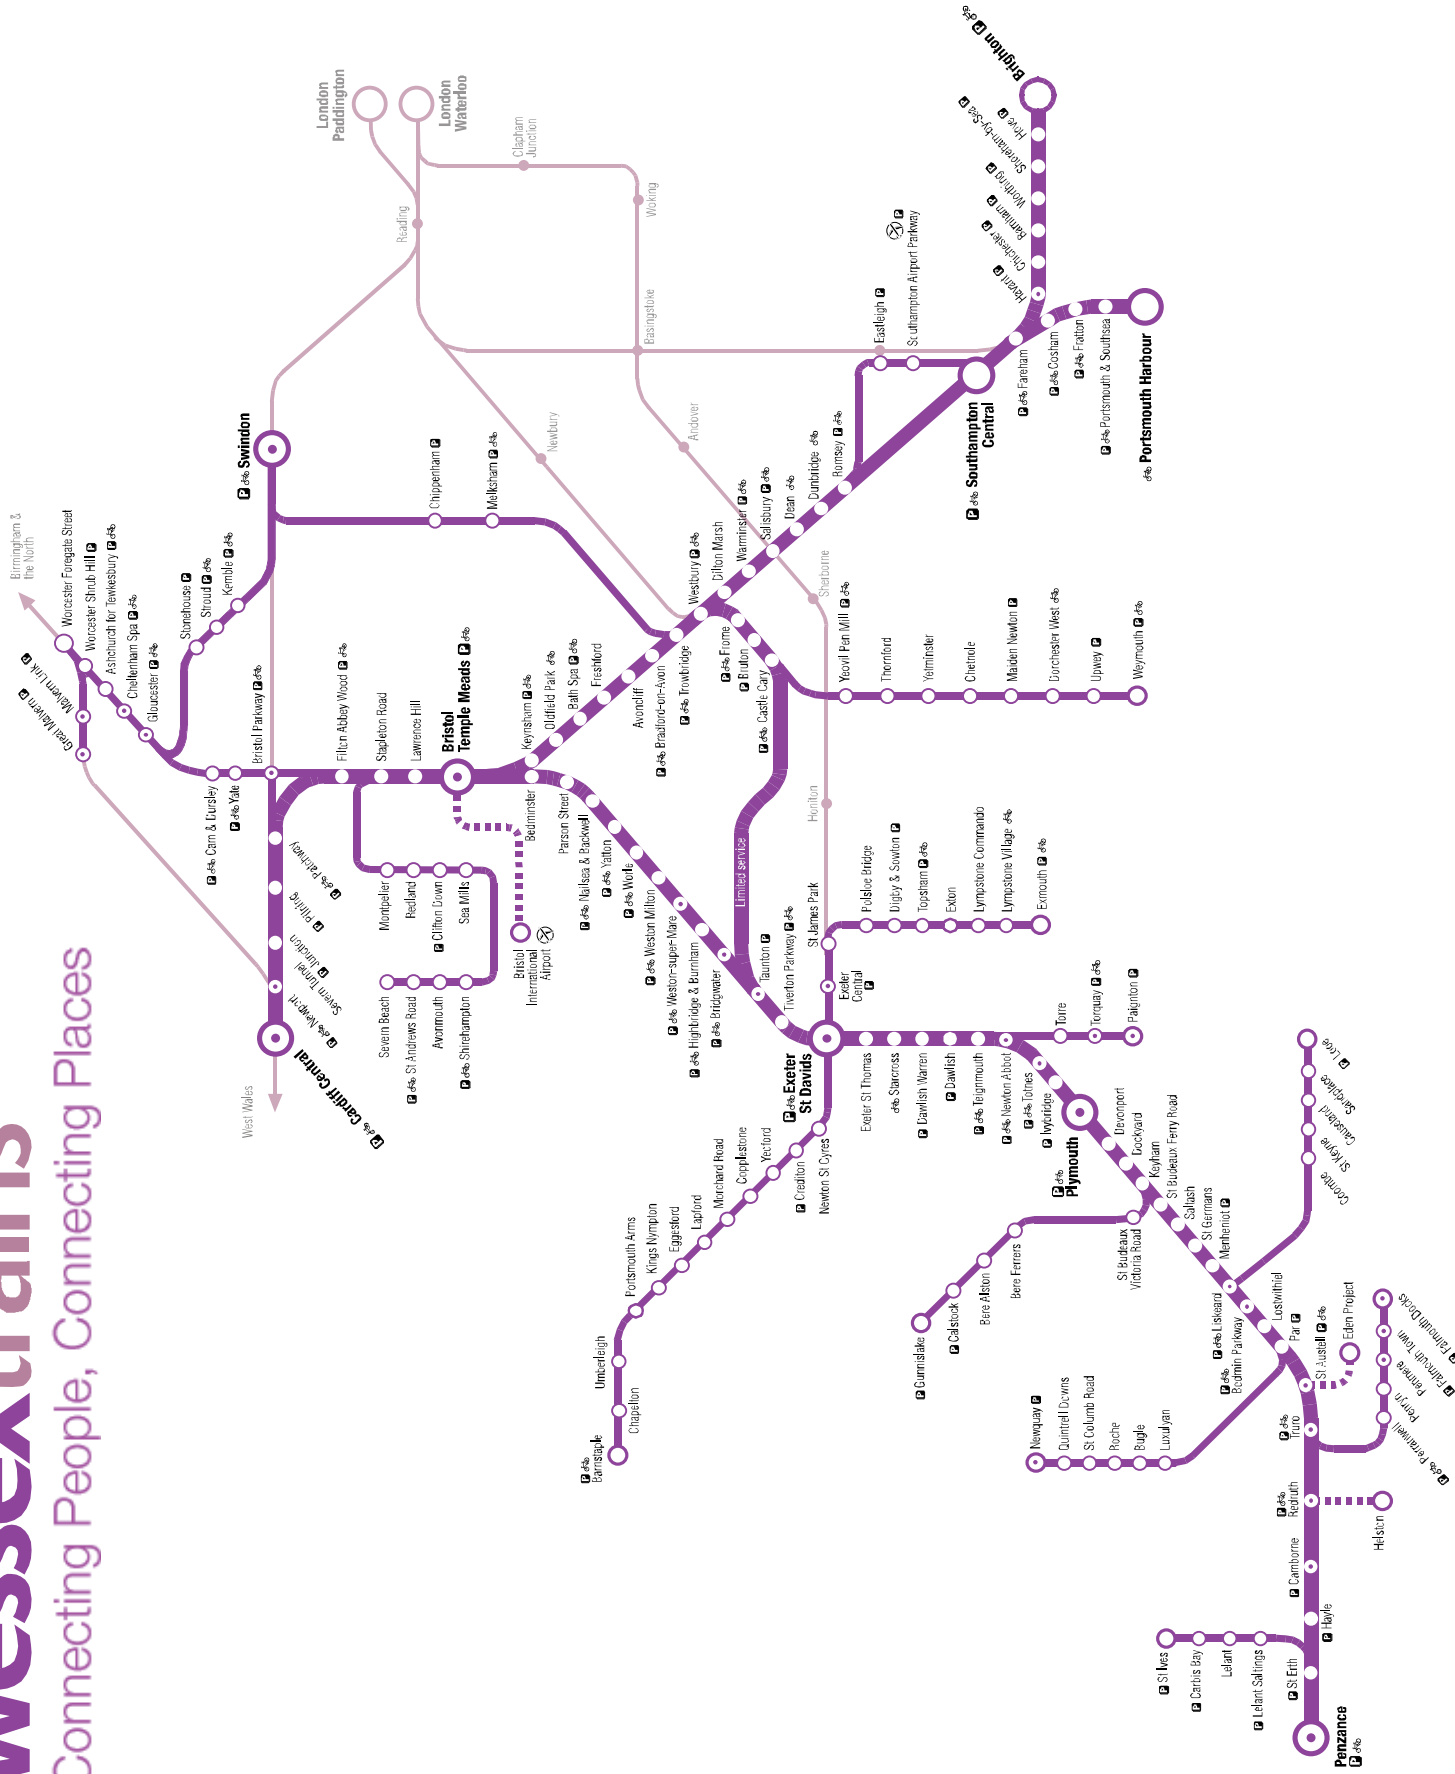 wessextrains
Connecting People, Connecting Places
Birmingham &
the North
Worcester Foregate Street
Worcester Shrub Hill P
Ashchurch for Tewkesbury P
Cheltenham Spa P
Gloucester P
Malvern Link P
Great Malvern P
Stonehouse P
Stroud P
Kemble P
P Swindon
P Cam & Dursley
P Yate
Bristol Parkway P
London
Paddington
London
Waterloo
Reading
Clapham
Junction
Woking
Basingstoke
Newbury
Andover
Sherborne
Honiton
West Wales
Cardiff Central
P
Newport
P
Severn Tunnel
Junction P
Pilning P
Patchway
P
Filton Abbey Wood P
Stapleton Road
Lawrence Hill
Bristol
Temple Meads P
Montpelier
Redland
P Clifton Down
Sea Mills
P Shirehampton
Avonmouth
P St Andrews Road
Severn Beach
Bristol
International
Airport
Chippenham P
Melksham P
Keynsham P
Oldfield Park
Bath Spa P
Freshford
Avoncliff
P Bradford-on-Avon
P Trowbridge
Westbury P
Dilton Marsh
Warminster P
Salisbury P
Dean
Dunbridge
Romsey P
Eastleigh P
Southampton Airport Parkway
P
P Southampton
Central
P Fareham
P Cosham
P Fratton
P Portsmouth & Southsea
Portsmouth Harbour
Havant P
Chichester P
Barnham P
Worthing P
Shoreham-by-Sea P
Hove P
Brighton P
P Frome
P Bruton
P Castle Cary
Yeovil Pen Mill P
Thornford
Yetminster
Chetnole
Maiden Newton P
Dorchester West
Upwey P
Weymouth P
Limited service
Bedminster
Parson Street
P Nailsea & Backwell
P Yatton
P Worle
P Weston Milton
P Weston-super-Mare
P Highbridge & Burnham
P Bridgwater
Taunton P
Tiverton Parkway P
P Exeter
St Davids
Exeter
Central
P
St James Park
Polsloe Bridge
Digby & Sowton P
Topsham P
Exton
Lympstone Commando
Lympstone Village
Exmouth P
Newton St Cyres
P Crediton
Yeoford
Copplestone
Morchard Road
Lapford
Eggesford
Kings Nympton
Portsmouth Arms
Umberleigh
Chapelton
P
Barnstaple
Exeter St Thomas
Starcross
P Dawlish Warren
P Dawlish
P Teignmouth
P Newton Abbot
Torre
Torquay P
Paignton P
P Totnes
P Ivybridge
P
Plymouth
Devonport
Dockyard
Keyham
St Budeaux Ferry Road
Saltash
St Germans
Menheniot P
St Budeaux
Victoria Road
Bere Ferrers
Bere Alston
P Calstock
P Gunnislake
P Liskeard
Coombe
St Keyne
Causeland
Sandplace
Looe
P
P
Bodmin Parkway
Lostwithiel
Par P
Luxulyan
Bugle
Roche
St Columb Road
Quintrell Downs
Newquay P
St Austell P
Eden Project
P
Truro
Perranwell
P
Penryn
Penmere
Falmouth Town
P
Falmouth Docks
P
P
Redruth
Helston
P Camborne
P Hayle
P St Erth
P Lelant Saltings
Lelant
P Carbis Bay
P St Ives
Penzance
P